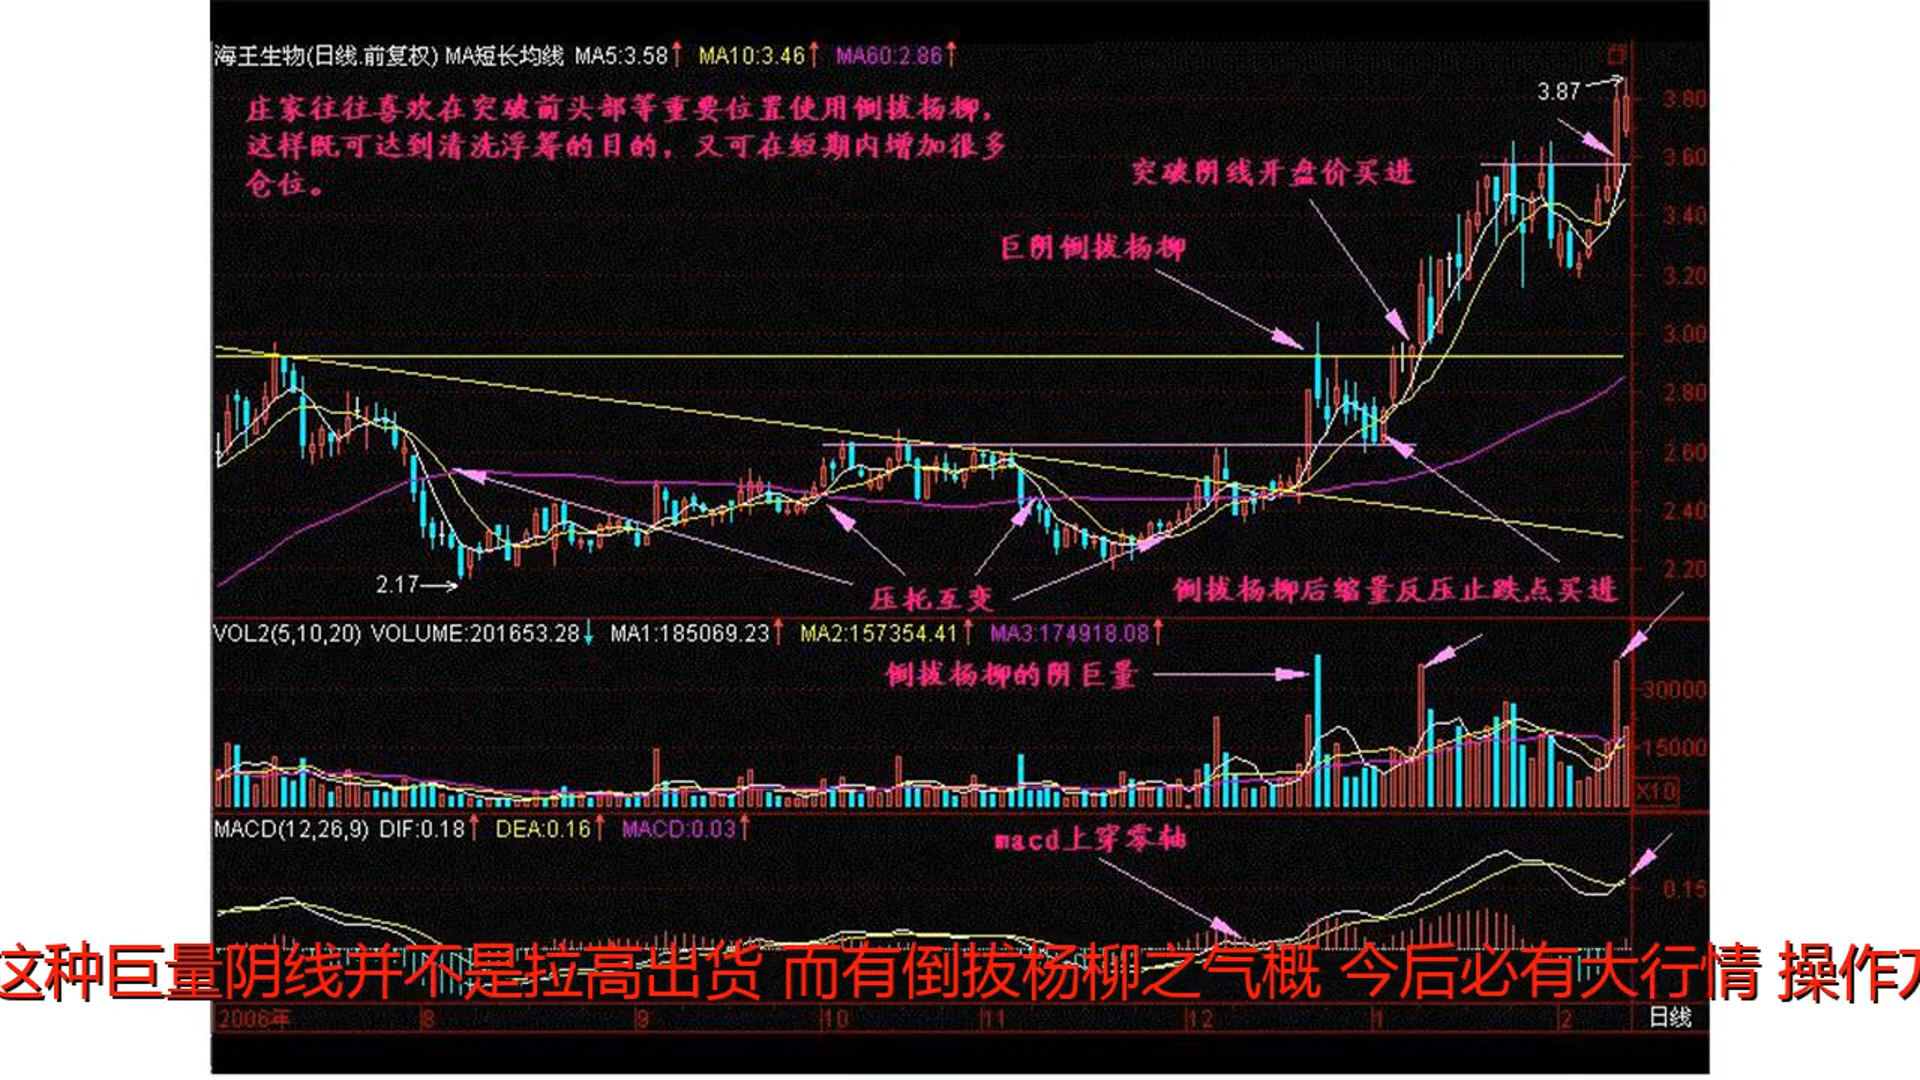 海王生物(日线.前复权) MA短长均线 MA5:3.58↑ MA10:3.46↑ MA60:2.86↑
庄家往往喜欢在突破前头部等重要位置使用倒拔杨柳，
这样既可达到清洗浮筹的目的，又可在短期内增加很多
仓位。
3.87
3.80
3.60
突破阴线开盘价买进
3.40
巨阴倒拔杨柳
3.20
3.00
2.80
2.60
2.40
2.20
2.17
压托互变
倒拔杨柳后缩量反压止跌点买进
VOL2(5,10,20) VOLUME:201653.28↓ MA1:185069.23↑ MA2:157354.41↑ MA3:174918.08↑
倒拔杨柳的阴巨量
30000
15000
X10
MACD(12,26,9) DIF:0.18↑ DEA:0.16↑ MACD:0.03↑
macd上穿零轴
0.15
这种巨量阴线并不是拉高出货 而有倒拔杨柳之气概 今后必有大行情 操作方
2006年 8 9 10 11 12 1 2 日线